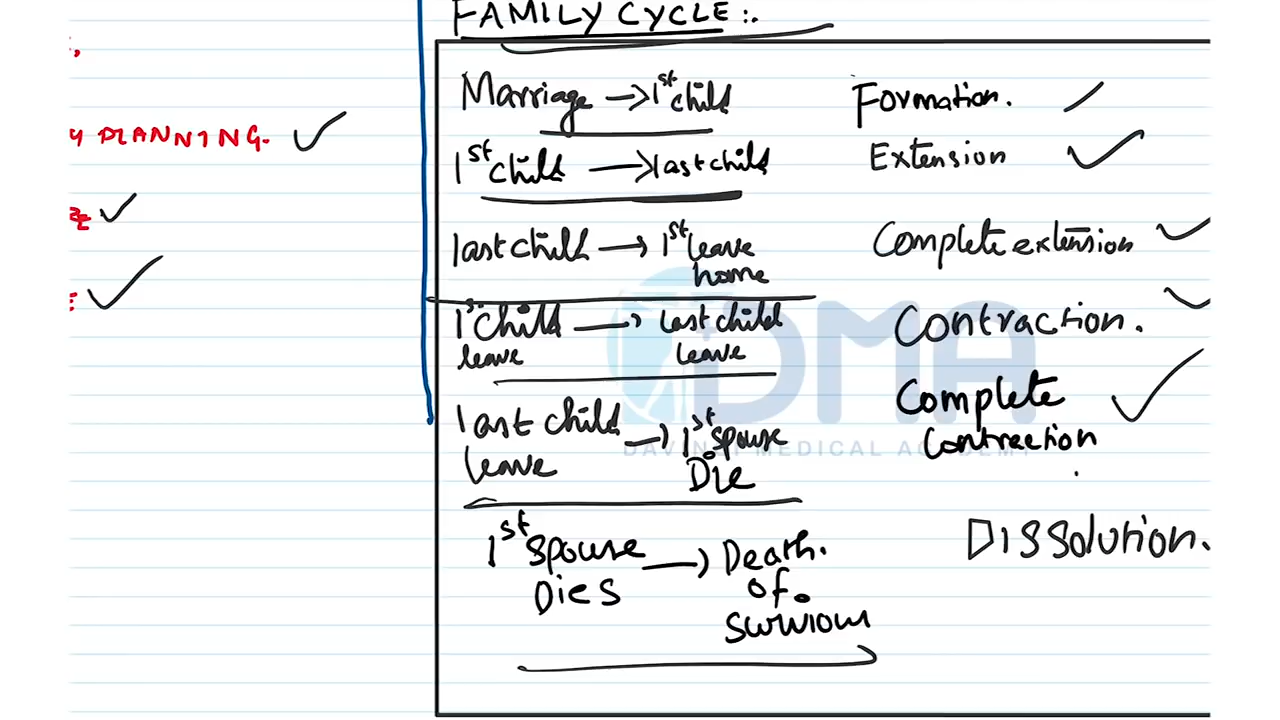 FAMILY CYCLE :.
PLANNING.
Marriage → 1st child Formation.
1st child → last child Extension
last child → 1st leave home Complete extension
1st child leave → last child leave Contraction.
last child leave → 1st spouse Die Complete Contraction
1st spouse Dies → Death. of. Dissolution.
DMA
DAVINCI MEDICAL ACADEMY